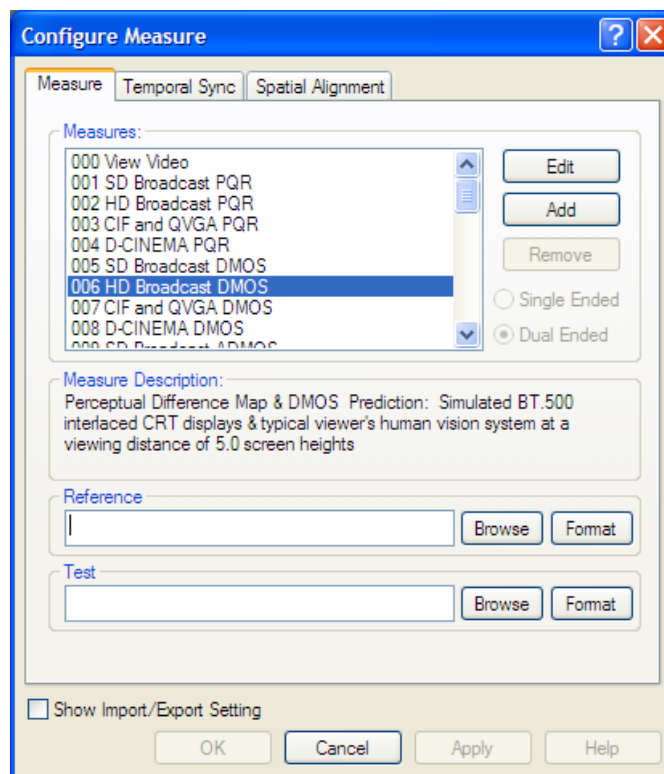 Configure Measure
Measure Temporal Sync Spatial Alignment
Measures:
000 View Video
001 SD Broadcast PQR
002 HD Broadcast PQR
003 CIF and QVGA PQR
004 D-CINEMA PQR
005 SD Broadcast DMOS
006 HD Broadcast DMOS
007 CIF and QVGA DMOS
008 D-CINEMA DMOS
009 SD Broadcast ADMOS
Edit
Add
Remove
Single Ended
Dual Ended
Measure Description:
Perceptual Difference Map & DMOS Prediction: Simulated BT.500
interlaced CRT displays & typical viewer's human vision system at a
viewing distance of 5.0 screen heights
Reference
Browse Format
Test
Browse Format
Show Import/Export Setting
OK Cancel Apply Help